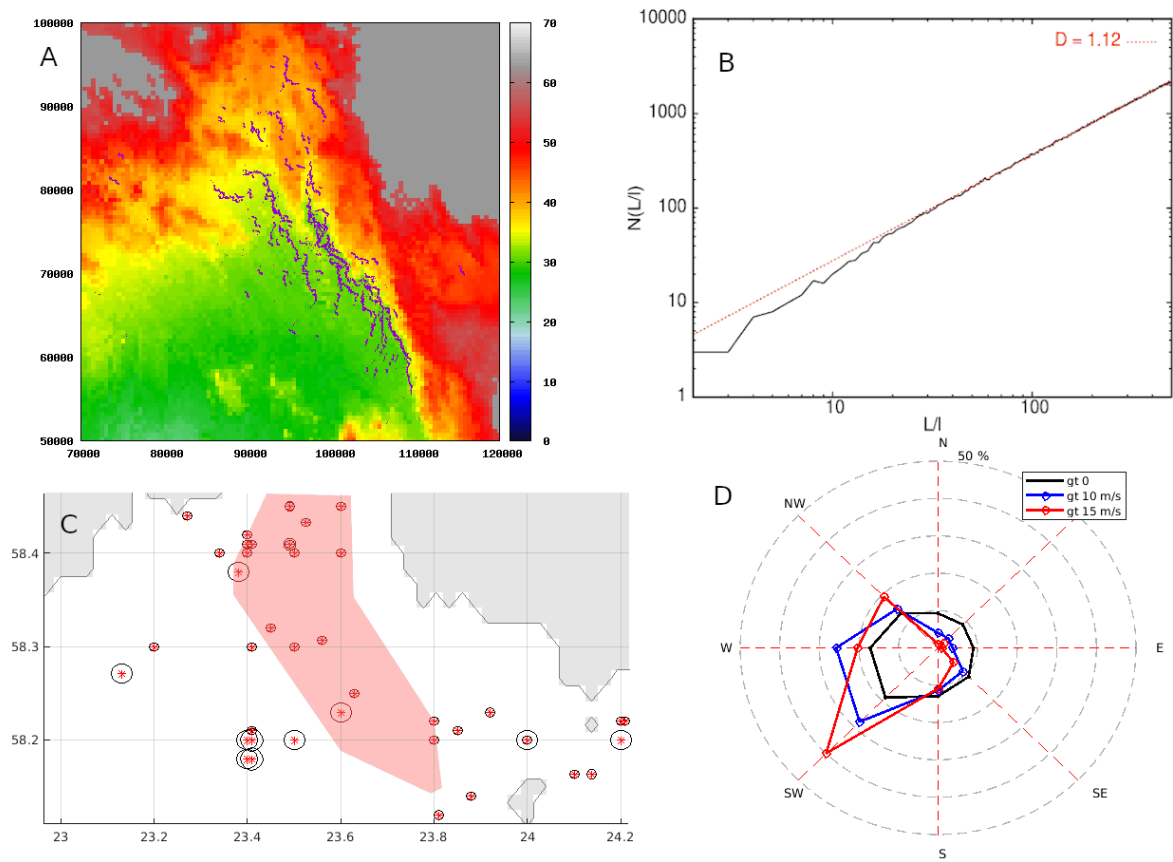 A
100000
90000
80000
70000
60000
50000
70000 80000 90000 100000 110000 120000
70
60
50
40
30
20
10
0
B
D = 1.12
10000
1000
100
10
1
N(L/l)
10 100
L/l
C
58.4
58.3
58.2
23 23.2 23.4 23.6 23.8 24 24.2
D
N
50 %
gt 0
gt 10 m/s
gt 15 m/s
NW
W
E
SW
SE
S